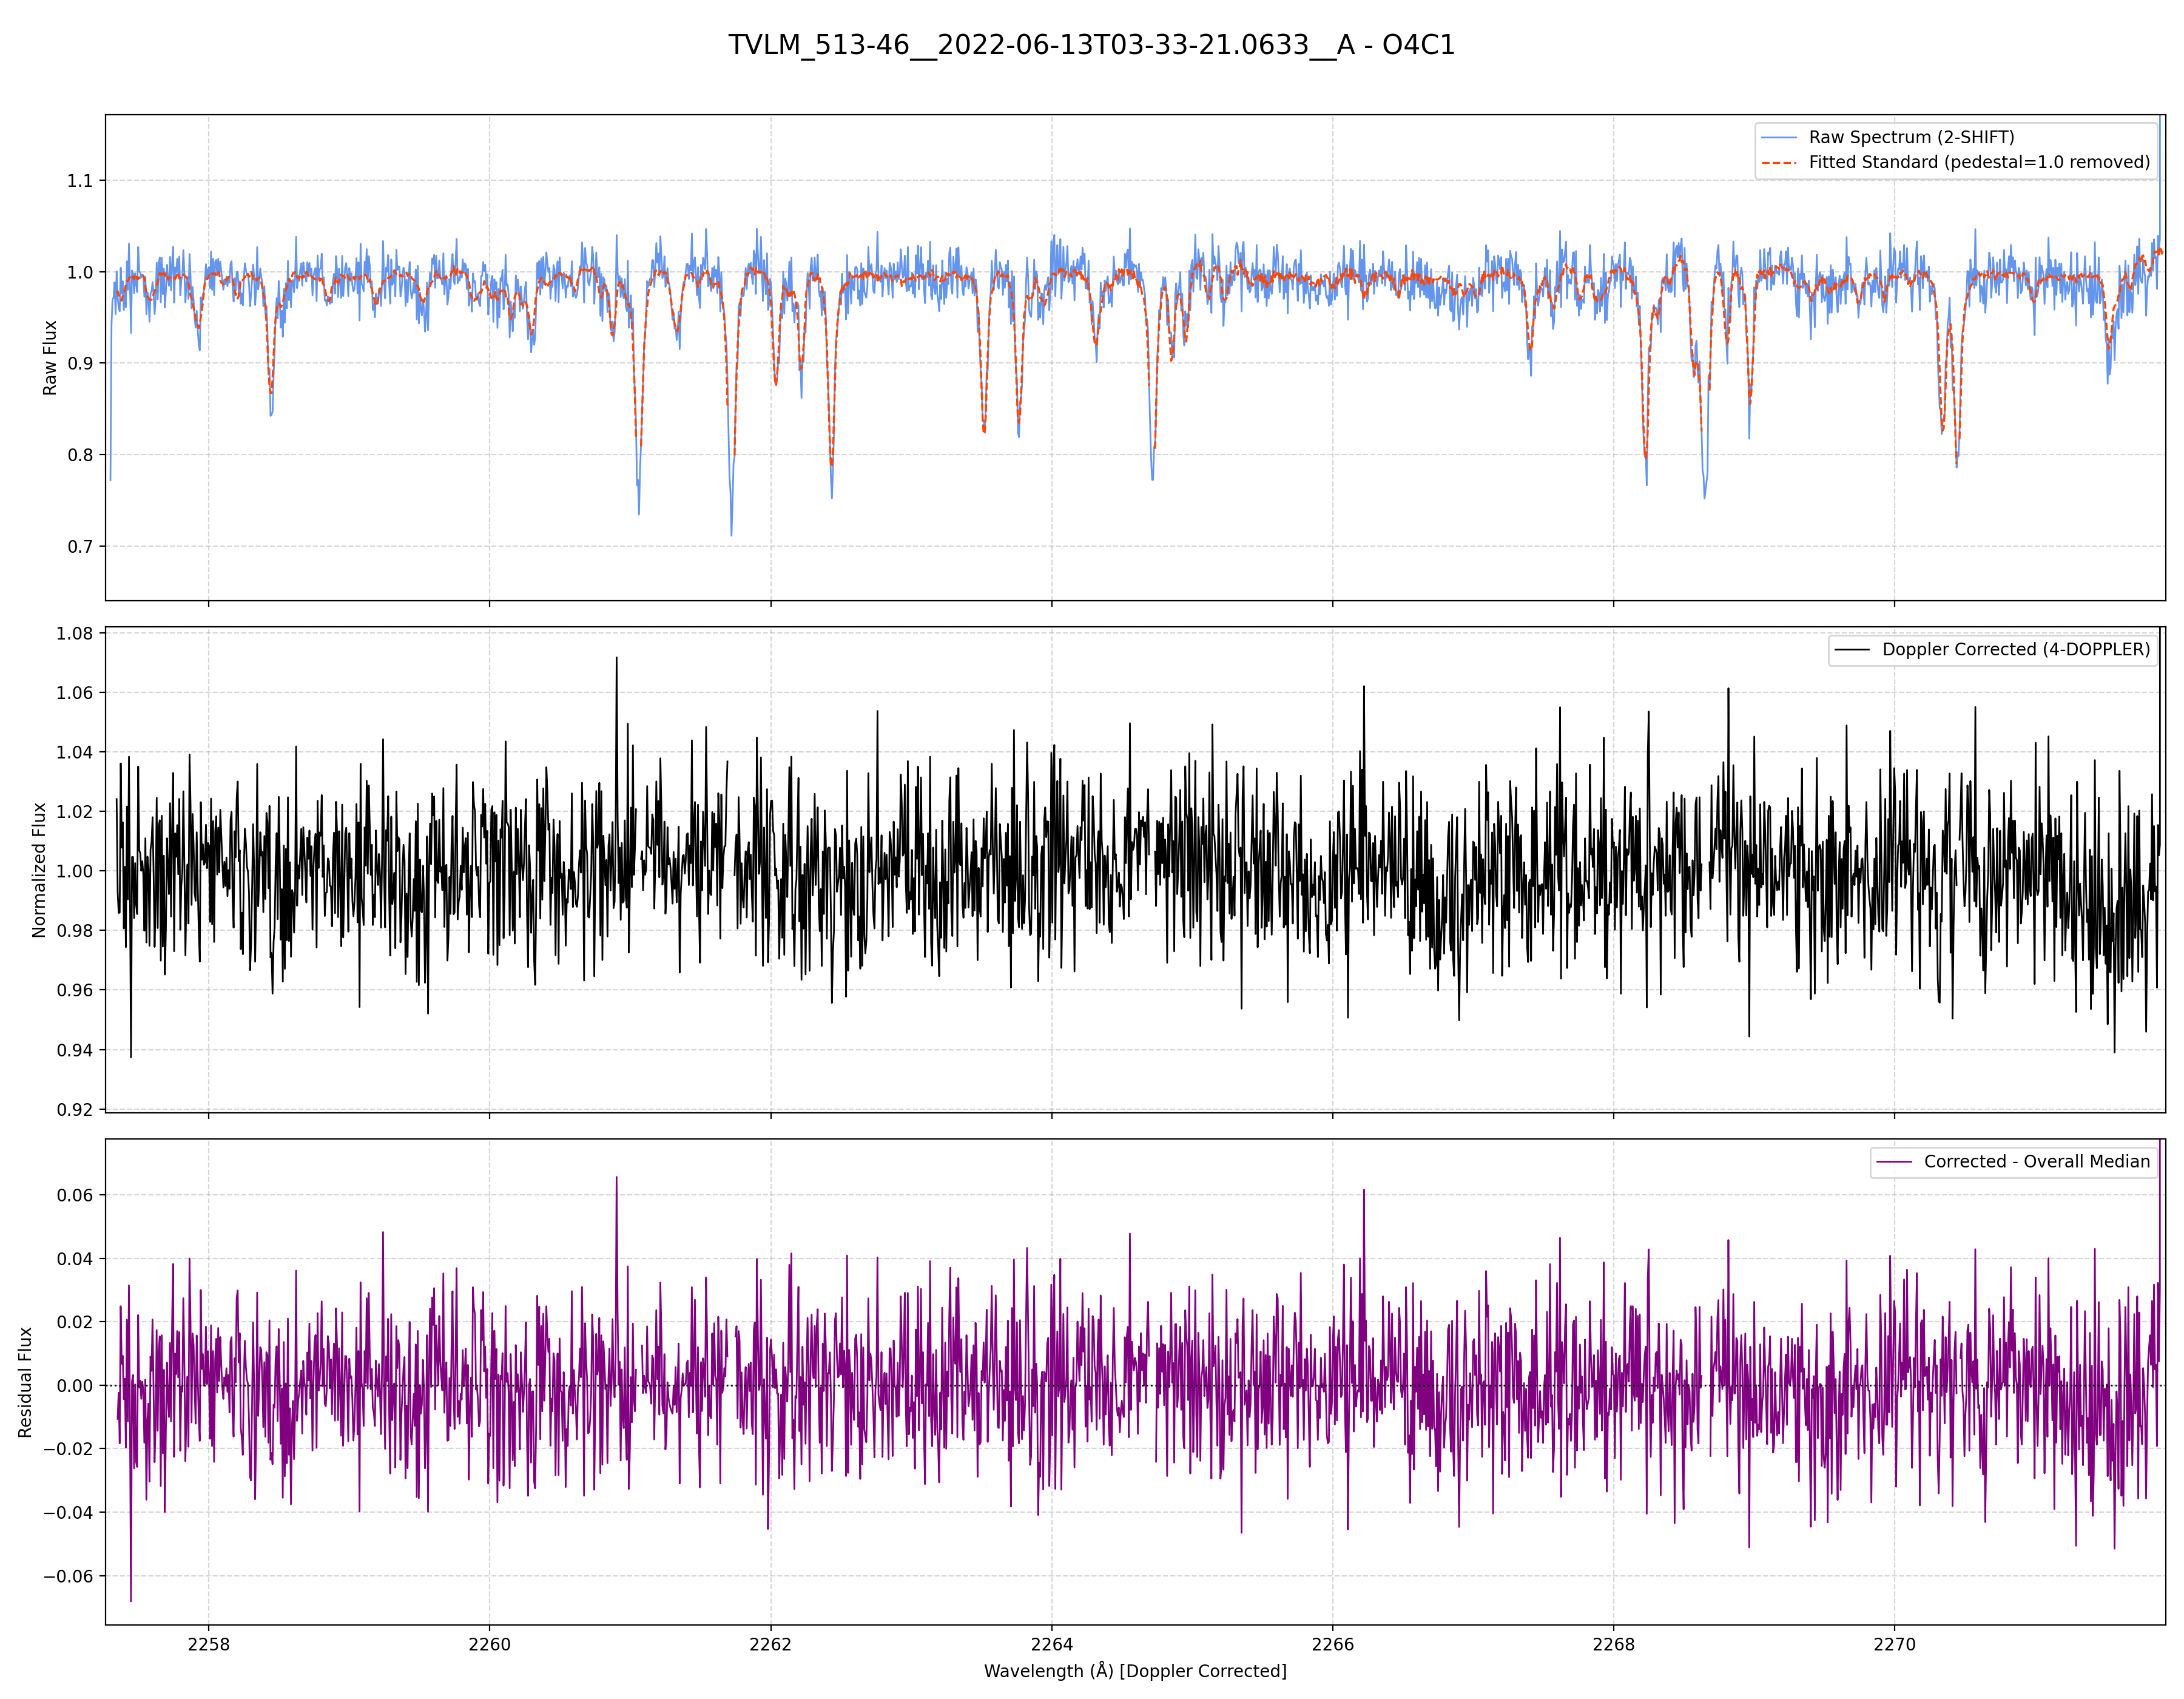 TVLM_513-46__2022-06-13T03-33-21.0633__A - O4C1
Raw Spectrum (2-SHIFT)
Fitted Standard (pedestal=1.0 removed)
1.1
1.0
0.9
0.8
0.7
Raw Flux
Doppler Corrected (4-DOPPLER)
1.08
1.06
1.04
1.02
1.00
0.98
0.96
0.94
0.92
Normalized Flux
Corrected - Overall Median
0.06
0.04
0.02
0.00
−0.02
−0.04
−0.06
Residual Flux
2258 2260 2262 2264 2266 2268 2270
Wavelength (Å) [Doppler Corrected]